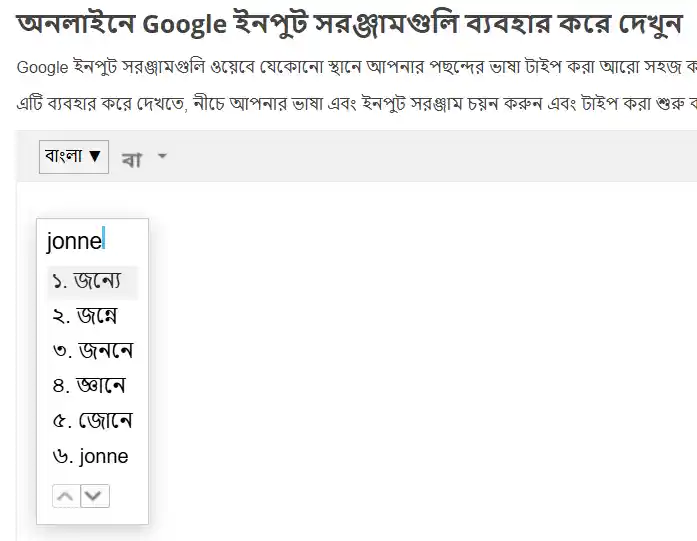 অনলাইনে Google ইনপুট সরঞ্জামগুলি ব্যবহার করে দেখুন
Google ইনপুট সরঞ্জামগুলি ওয়েবে যেকোনো স্থানে আপনার পছন্দের ভাষা টাইপ করা আরো সহজ ক
এটি ব্যবহার করে দেখতে, নীচে আপনার ভাষা এবং ইনপুট সরঞ্জাম চয়ন করুন এবং টাইপ করা শুরু ক
বাংলা ▼ বা
jonne
১. জন্যে
২. জন্নে
৩. জননে
৪. জ্ঞানে
৫. জোনে
৬. jonne